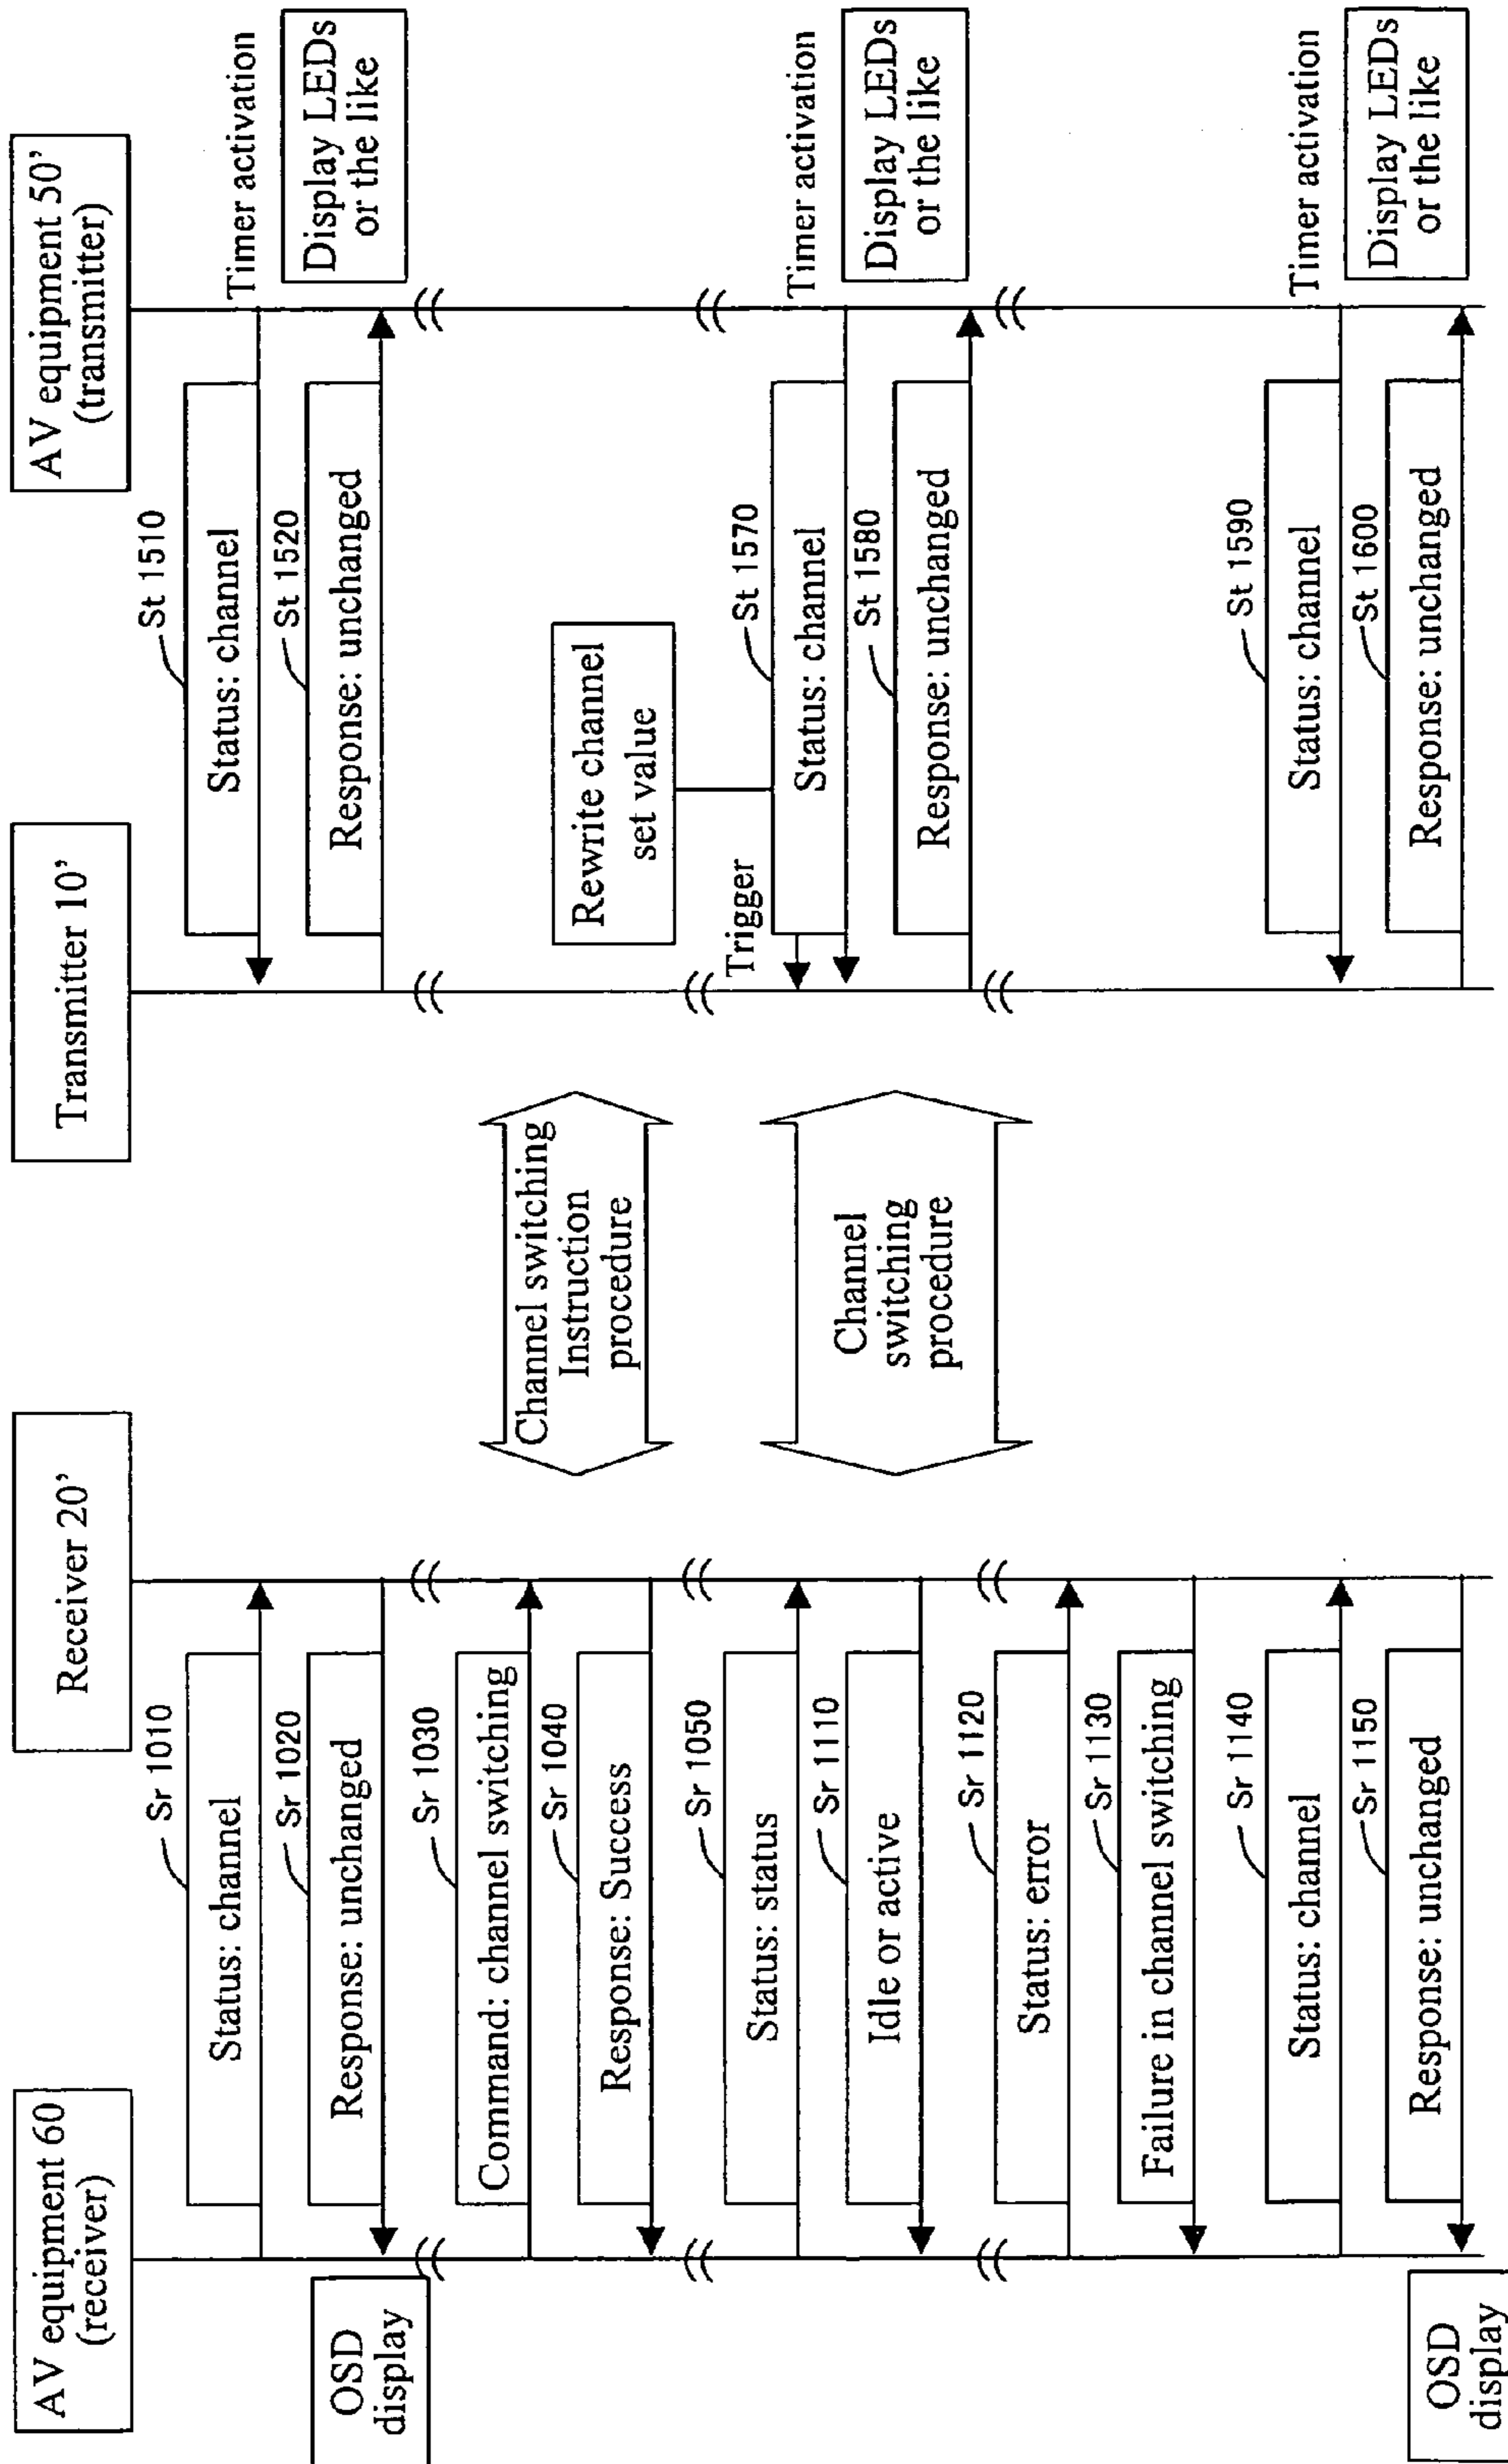 AV equipment 60
(receiver)
Receiver 20’
Transmitter 10’
AV equipment 50’
(transmitter)
Sr 1010
Status: channel
Sr 1020
Response: unchanged
OSD
display
Sr 1030
Command: channel switching
Sr 1040
Response: Success
Sr 1050
Status: status
Sr 1110
Idle or active
Sr 1120
Status: error
Sr 1130
Failure in channel switching
Sr 1140
Status: channel
Sr 1150
Response: unchanged
OSD
display
Channel switching
Instruction
procedure
Channel
switching
procedure
St 1510
Status: channel
Timer activation
St 1520
Response: unchanged
Display LEDs
or the like
Rewrite channel
set value
Trigger
St 1570
Status: channel
Timer activation
St 1580
Response: unchanged
Display LEDs
or the like
St 1590
Status: channel
Timer activation
St 1600
Response: unchanged
Display LEDs
or the like